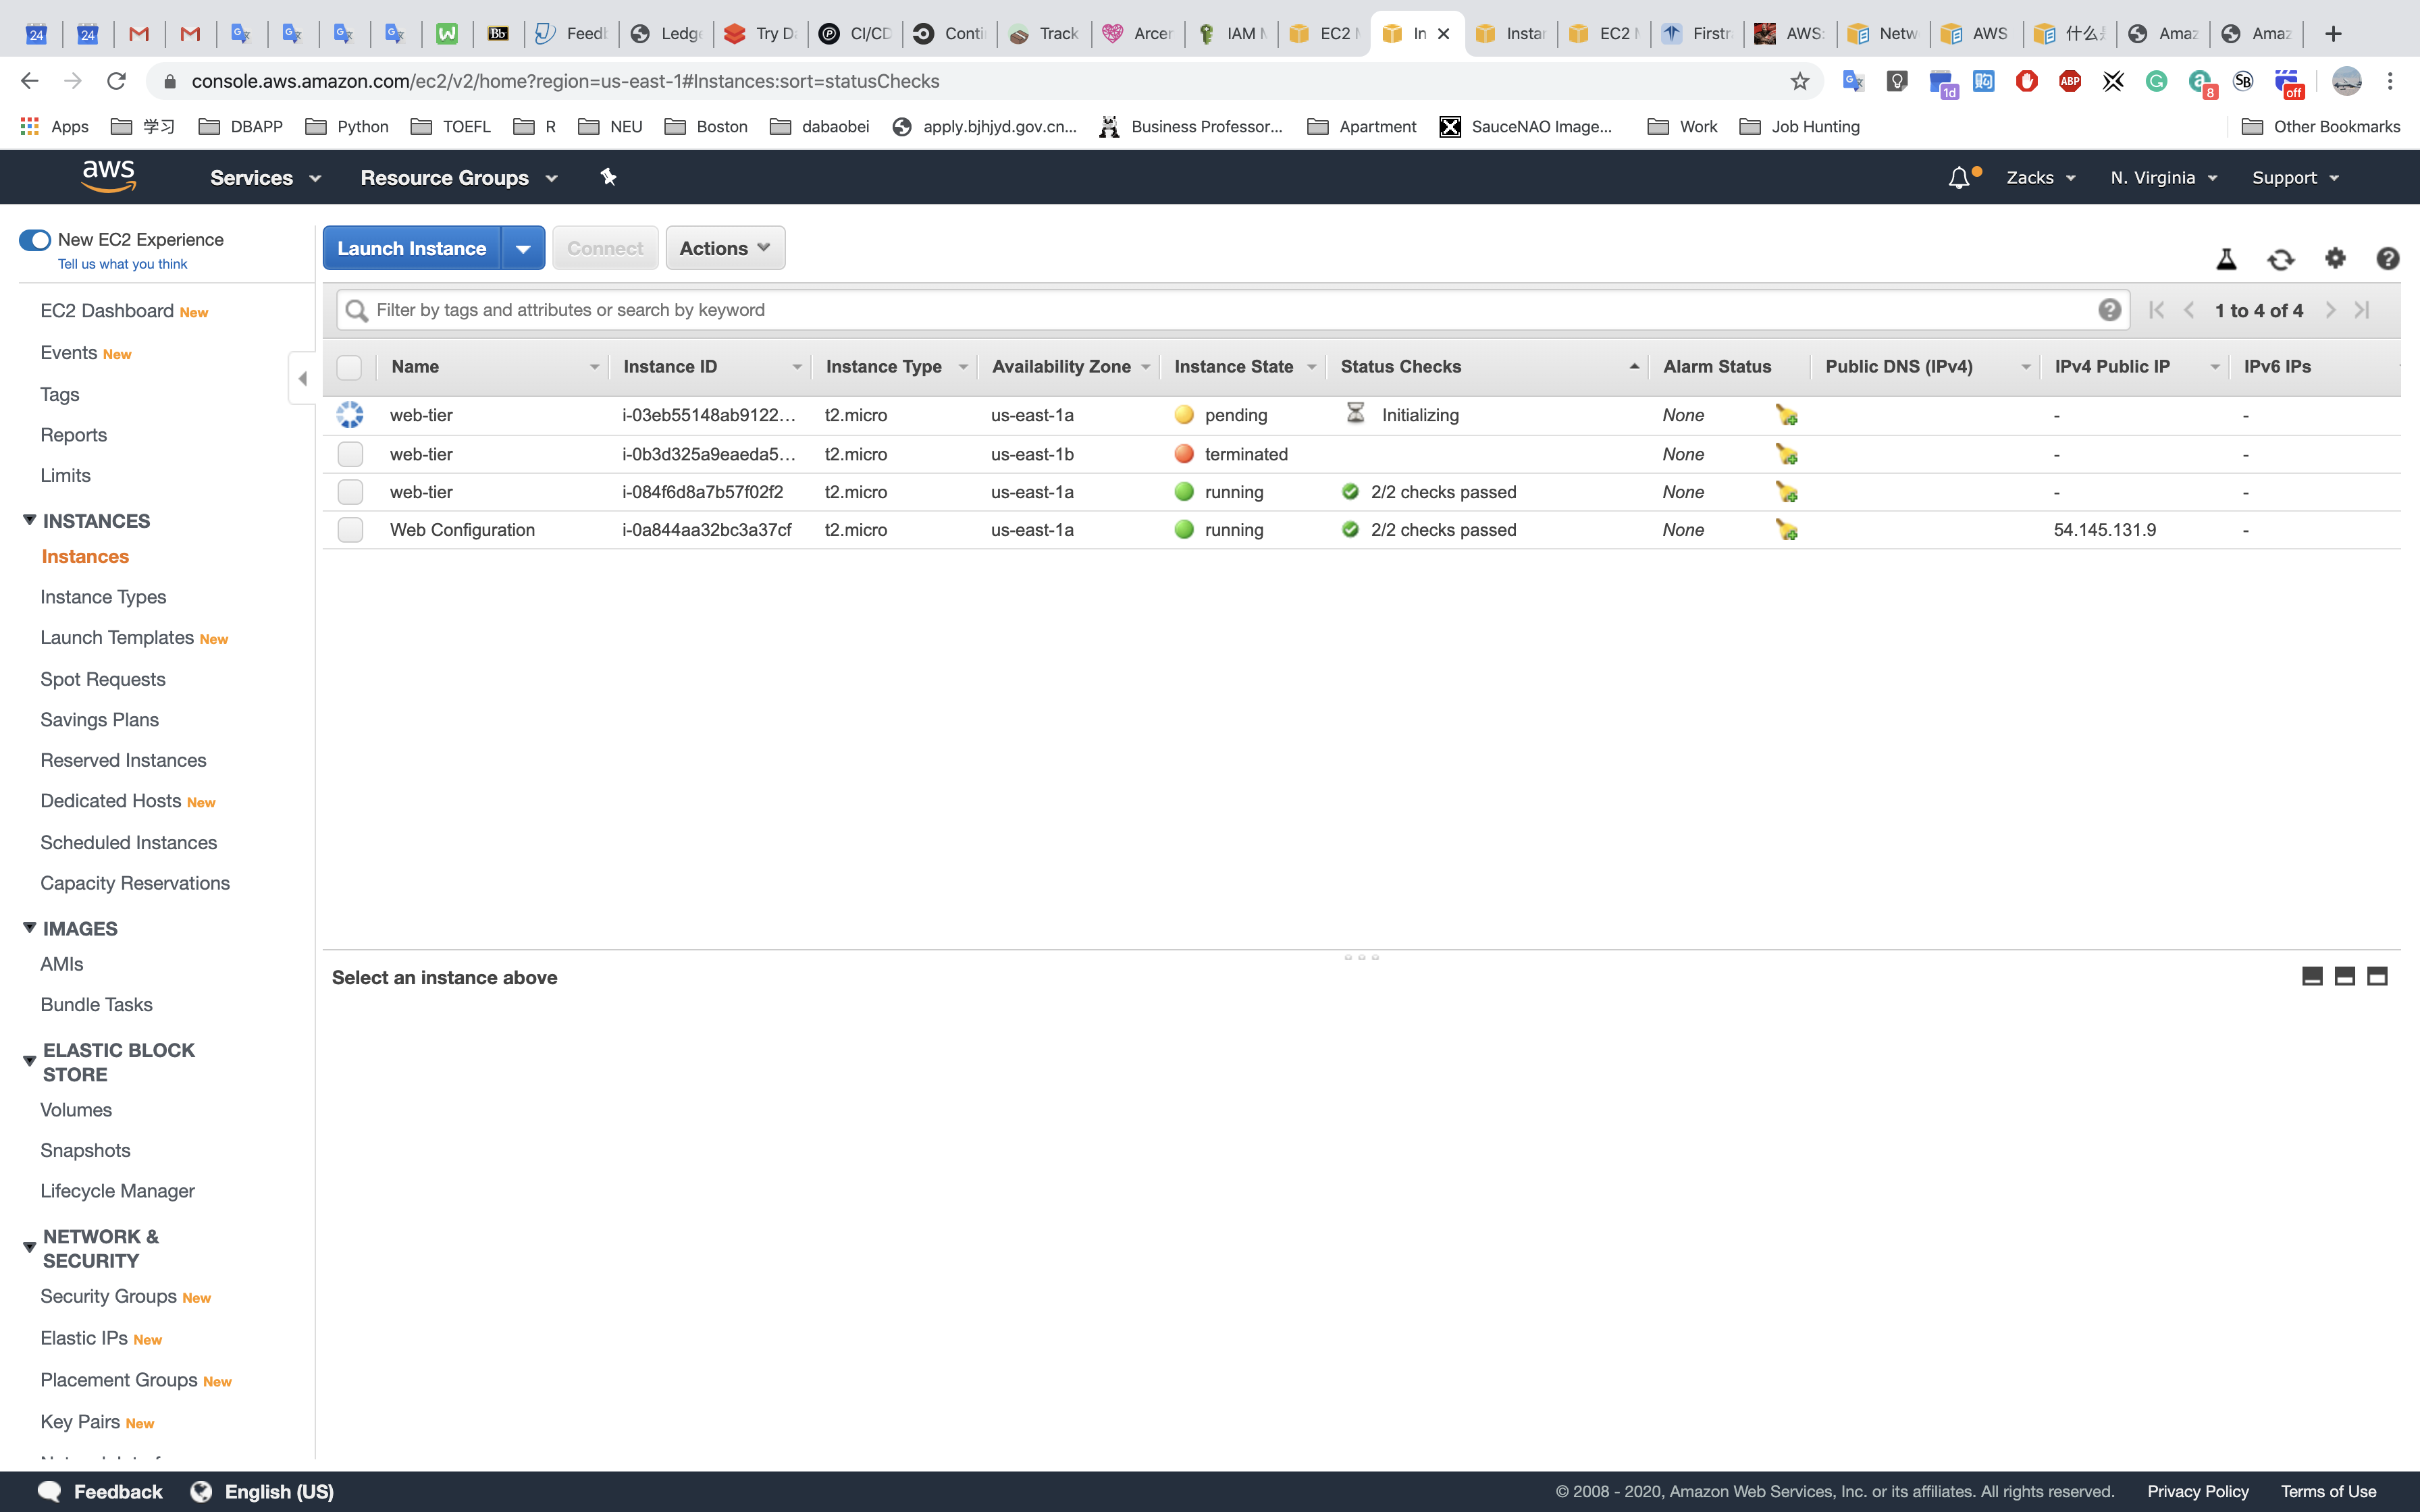 24
24
Bb
Feedb
Ledge
Try Da
CI/CD
Conti
Track
Arcer
IAM M
EC2 M
In
Instan
EC2 M
Firstr
AWS:
Netw
AWS
什么是
Amaz
Amaz
console.aws.amazon.com/ec2/v2/home?region=us-east-1#Instances:sort=statusChecks
1d
ABP
8
SB
off
Apps
学习
DBAPP
Python
TOEFL
R
NEU
Boston
dabaobei
apply.bjhjyd.gov.cn...
Business Professor...
Apartment
SauceNAO Image...
Work
Job Hunting
Other Bookmarks
aws
Services
Resource Groups
Zacks
N. Virginia
Support
New EC2 Experience
Tell us what you think
EC2 Dashboard New
Events New
Tags
Reports
Limits
INSTANCES
Instances
Instance Types
Launch Templates New
Spot Requests
Savings Plans
Reserved Instances
Dedicated Hosts New
Scheduled Instances
Capacity Reservations
IMAGES
AMIs
Bundle Tasks
ELASTIC BLOCK
STORE
Volumes
Snapshots
Lifecycle Manager
NETWORK &
SECURITY
Security Groups New
Elastic IPs New
Placement Groups New
Key Pairs New
Launch Instance
Connect
Actions
Filter by tags and attributes or search by keyword
1 to 4 of 4
Name Instance ID Instance Type Availability Zone Instance State Status Checks Alarm Status Public DNS (IPv4) IPv4 Public IP IPv6 IPs
web-tier i-03eb55148ab9122... t2.micro us-east-1a pending Initializing None - -
web-tier i-0b3d325a9eaeda5... t2.micro us-east-1b terminated None - -
web-tier i-084f6d8a7b57f02f2 t2.micro us-east-1a running 2/2 checks passed None - -
Web Configuration i-0a844aa32bc3a37cf t2.micro us-east-1a running 2/2 checks passed None 54.145.131.9 -
Select an instance above
Feedback
English (US)
© 2008 - 2020, Amazon Web Services, Inc. or its affiliates. All rights reserved.
Privacy Policy
Terms of Use